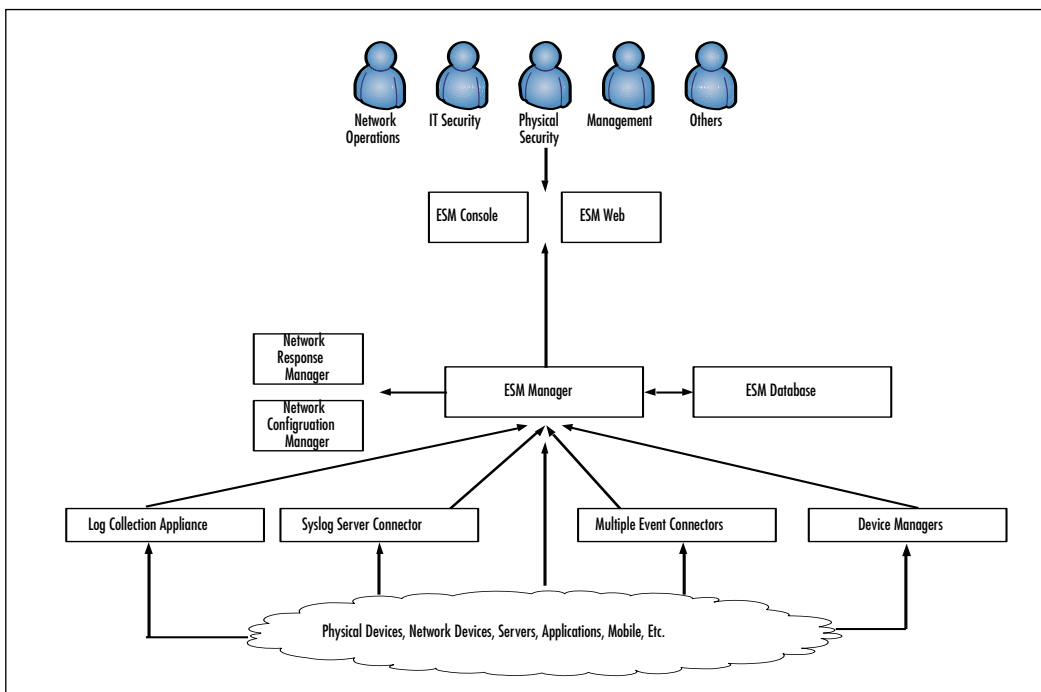 Network
Operations
IT Security
Physical
Security
Management
Others
ESM Console
ESM Web
Network
Response
Manager
ESM Manager
ESM Database
Network
Configruation
Manager
Log Collection Appliance
Syslog Server Connector
Multiple Event Connectors
Device Managers
Physical Devices, Network Devices, Servers, Applications, Mobile, Etc.